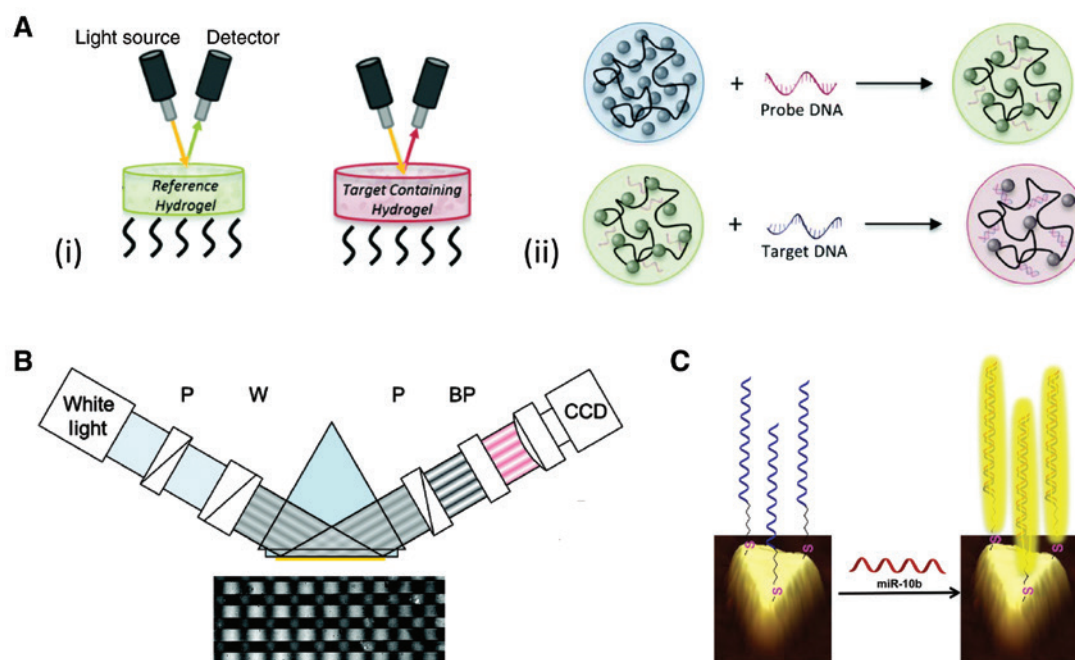 A
Light source
Detector
Reference
Hydrogel
Target Containing
Hydrogel
(i)
+
Probe DNA
+
Target DNA
(ii)
B
White
light
P
W
P
BP
CCD
C
S
S
S
miR-10b
S
S
S